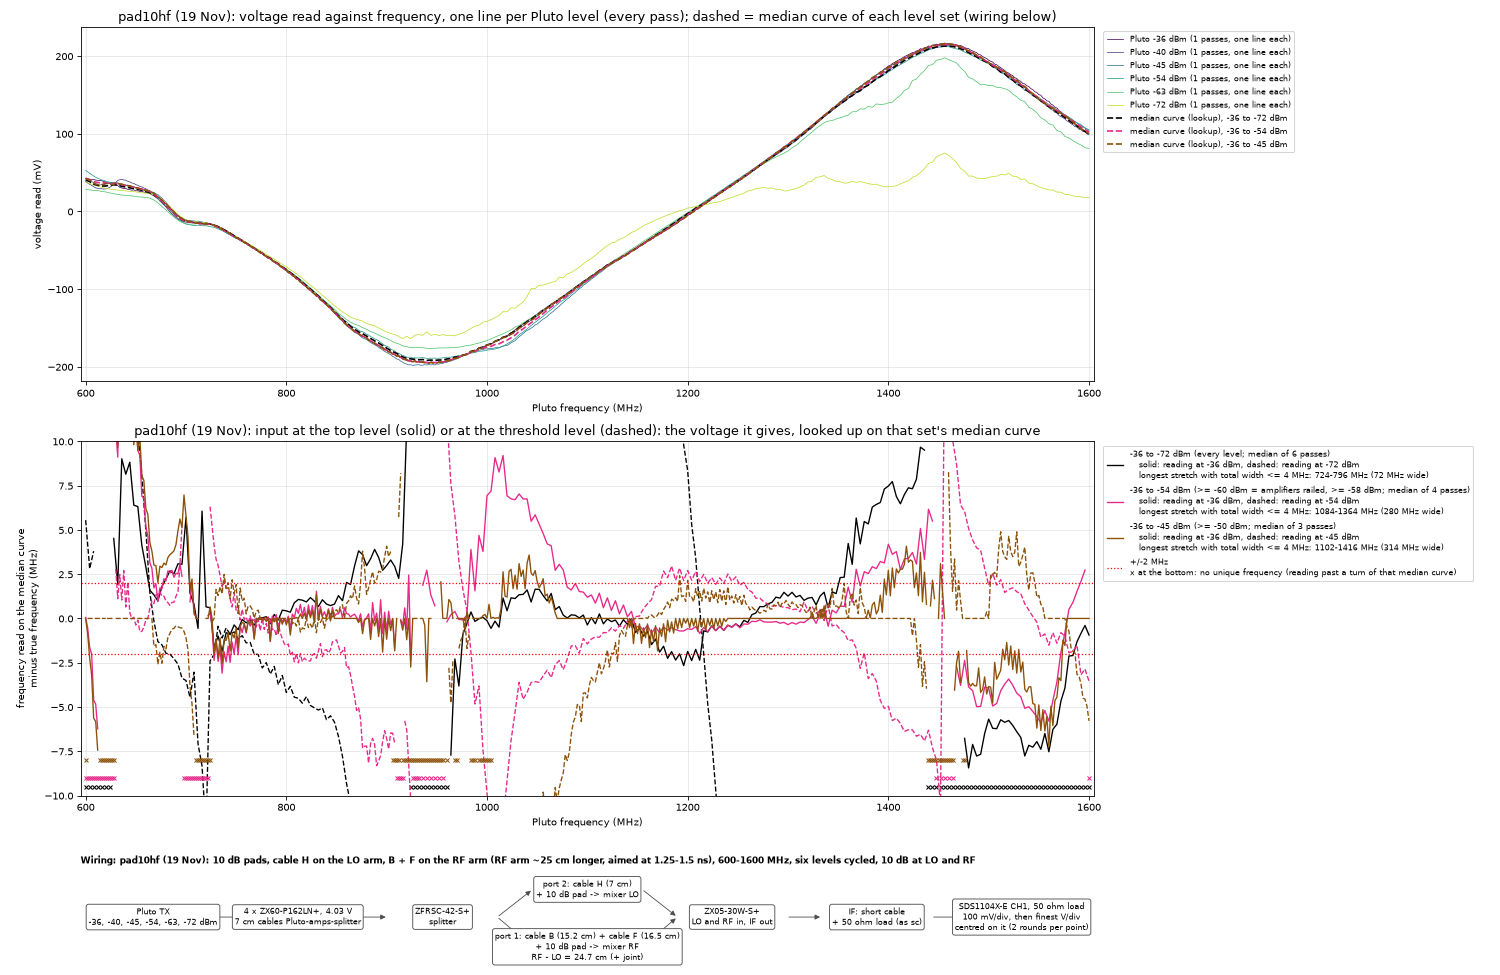 pad10hf (19 Nov): voltage read against frequency, one line per Pluto level (every pass); dashed = median curve of each level set (wiring below)
200
100
0
−100
−200
voltage read (mV)
600
800
1000
1200
1400
1600
Pluto frequency (MHz)
Pluto -36 dBm (1 passes, one line each)
Pluto -40 dBm (1 passes, one line each)
Pluto -45 dBm (1 passes, one line each)
Pluto -54 dBm (1 passes, one line each)
Pluto -63 dBm (1 passes, one line each)
Pluto -72 dBm (1 passes, one line each)
median curve (lookup), -36 to -72 dBm
median curve (lookup), -36 to -54 dBm
median curve (lookup), -36 to -45 dBm
pad10hf (19 Nov): input at the top level (solid) or at the threshold level (dashed): the voltage it gives, looked up on that set's median curve
10.0
7.5
5.0
2.5
0.0
−2.5
−5.0
−7.5
−10.0
frequency read on the median curve
minus true frequency (MHz)
600
800
1000
1200
1400
1600
Pluto frequency (MHz)
-36 to -72 dBm (every level; median of 6 passes)
solid: reading at -36 dBm, dashed: reading at -72 dBm
longest stretch with total width <= 4 MHz: 724-796 MHz (72 MHz wide)
-36 to -54 dBm (>= -60 dBm = amplifiers railed, >= -58 dBm; median of 4 passes)
solid: reading at -36 dBm, dashed: reading at -54 dBm
longest stretch with total width <= 4 MHz: 1084-1364 MHz (280 MHz wide)
-36 to -45 dBm (>= -50 dBm; median of 3 passes)
solid: reading at -36 dBm, dashed: reading at -45 dBm
longest stretch with total width <= 4 MHz: 1102-1416 MHz (314 MHz wide)
+/-2 MHz
x at the bottom: no unique frequency (reading past a turn of that median curve)
Wiring: pad10hf (19 Nov): 10 dB pads, cable H on the LO arm, B + F on the RF arm (RF arm ~25 cm longer, aimed at 1.25-1.5 ns), 600-1600 MHz, six levels cycled, 10 dB at LO and RF
Pluto TX
-36, -40, -45, -54, -63, -72 dBm
4 x ZX60-P162LN+, 4.03 V
7 cm cables Pluto-amps-splitter
ZFRSC-42-S+
splitter
port 2: cable H (7 cm)
+ 10 dB pad -> mixer LO
port 1: cable B (15.2 cm) + cable F (16.5 cm)
+ 10 dB pad -> mixer RF
RF - LO = 24.7 cm (+ joint)
ZX05-30W-S+
LO and RF in, IF out
IF: short cable
+ 50 ohm load (as sc)
SDS1104X-E CH1, 50 ohm load
100 mV/div, then finest V/div
centred on it (2 rounds per point)